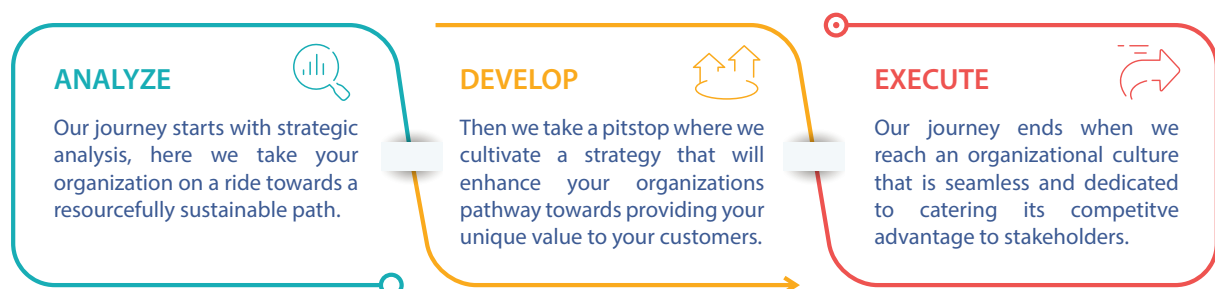 ANALYZE
Our journey starts with strategic
analysis, here we take your
organization on a ride towards a
resourcefully sustainable path.
DEVELOP
Then we take a pitstop where we
cultivate a strategy that will
enhance your organizations
pathway towards providing your
unique value to your customers.
EXECUTE
Our journey ends when we
reach an organizational culture
that is seamless and dedicated
to catering its competitve
advantage to stakeholders.